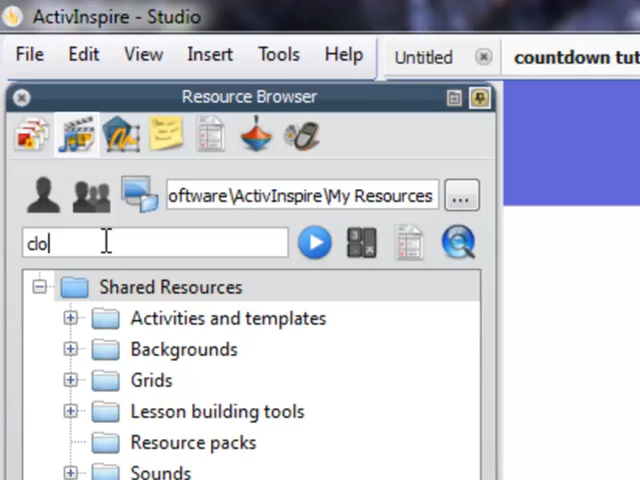 ActivInspire - Studio
File Edit View Insert Tools Help Untitled countdown tut
Resource Browser
oftware\ActivInspire\My Resources ...
clo
Shared Resources
Activities and templates
Backgrounds
Grids
Lesson building tools
Resource packs
Sounds